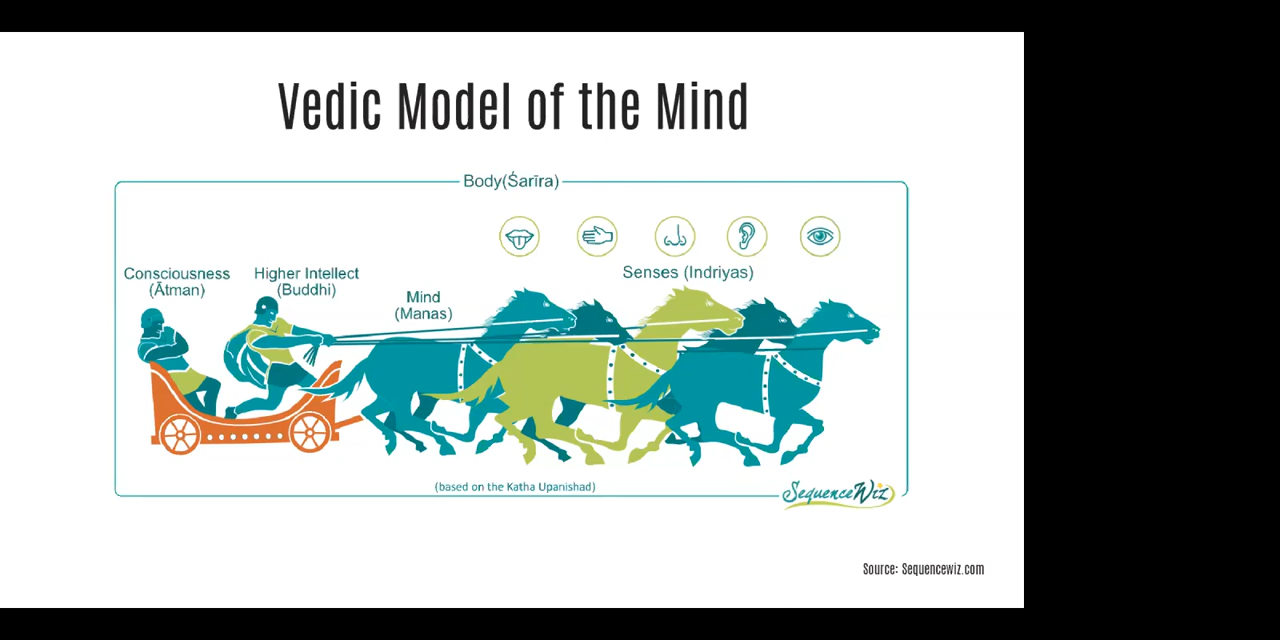 Vedic Model of the Mind
Body(Śarīra)
Consciousness
(Ātman)
Higher Intellect
(Buddhi)
Mind
(Manas)
Senses (Indriyas)
(based on the Katha Upanishad)
SequenceWiz
Source: Sequencewiz.com